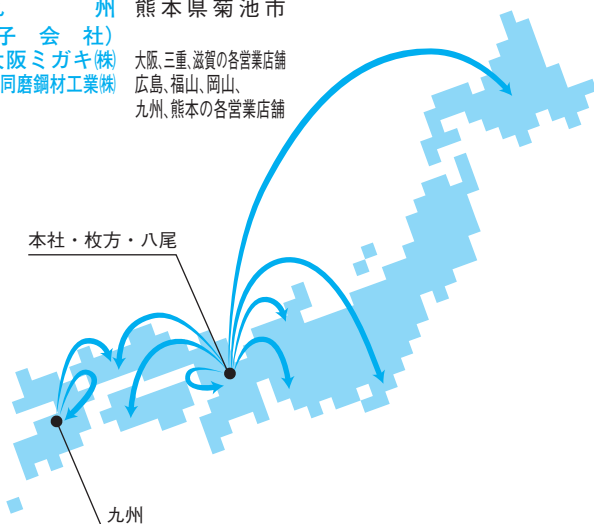 州 熊本県菊池市
子会社)
大阪ミガキ㈱ 大阪、三重、滋賀の各営業店舗
同磨鋼材工業㈱ 広島、福山、岡山、
九州、熊本の各営業店舗
本社・枚方・八尾
九州